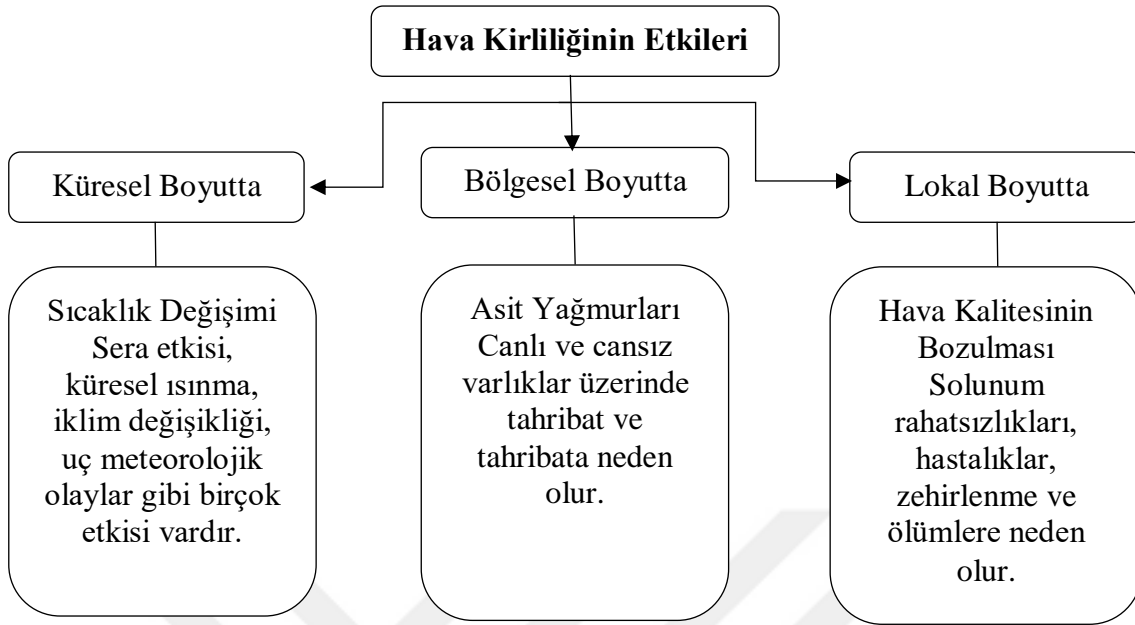 Hava Kirliliğinin Etkileri
Küresel Boyutta
Bölgesel Boyutta
Lokal Boyutta
Sıcaklık Değişimi
Sera etkisi,
küresel ısınma,
iklim değişikliği,
uç meteorolojik
olaylar gibi birçok
etkisi vardır.
Asit Yağmurları
Canlı ve cansız
varlıklar üzerinde
tahribat ve
tahribata neden
olur.
Hava Kalitesinin
Bozulması
Solunum
rahatsızlıkları,
hastalıklar,
zehirlenme ve
ölümlere neden
olur.